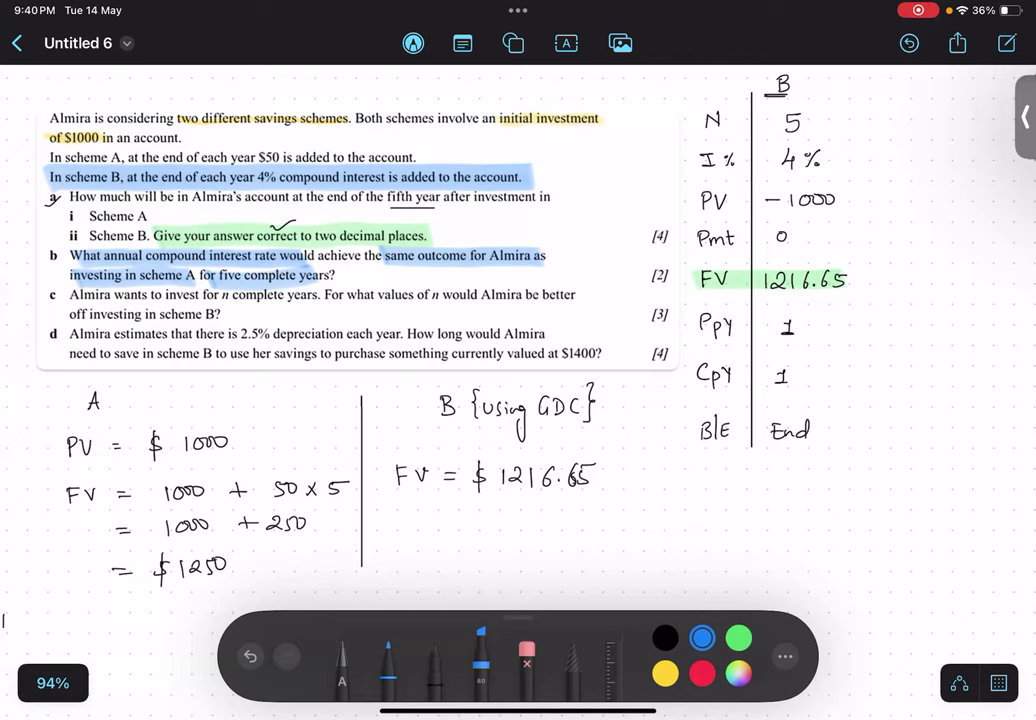 9:40 PM Tue 14 May
36%
Untitled 6
Almira is considering two different savings schemes. Both schemes involve an initial investment
of $1000 in an account.
In scheme A, at the end of each year $50 is added to the account.
In scheme B, at the end of each year 4% compound interest is added to the account.
a How much will be in Almira's account at the end of the fifth year after investment in
i Scheme A
ii Scheme B. Give your answer correct to two decimal places. [4]
b What annual compound interest rate would achieve the same outcome for Almira as
investing in scheme A for five complete years? [2]
c Almira wants to invest for n complete years. For what values of n would Almira be better
off investing in scheme B? [3]
d Almira estimates that there is 2.5% depreciation each year. How long would Almira
need to save in scheme B to use her savings to purchase something currently valued at $1400? [4]
B
N 5
I% 4%
PV -1000
Pmt 0
FV 1216.65
PpY 1
CpY 1
B/E End
A
PV = $ 1000
FV = 1000 + 50 x 5
= 1000 + 250
= $1250
B {using GDC}
FV = $ 1216.65
A
80
94%
A